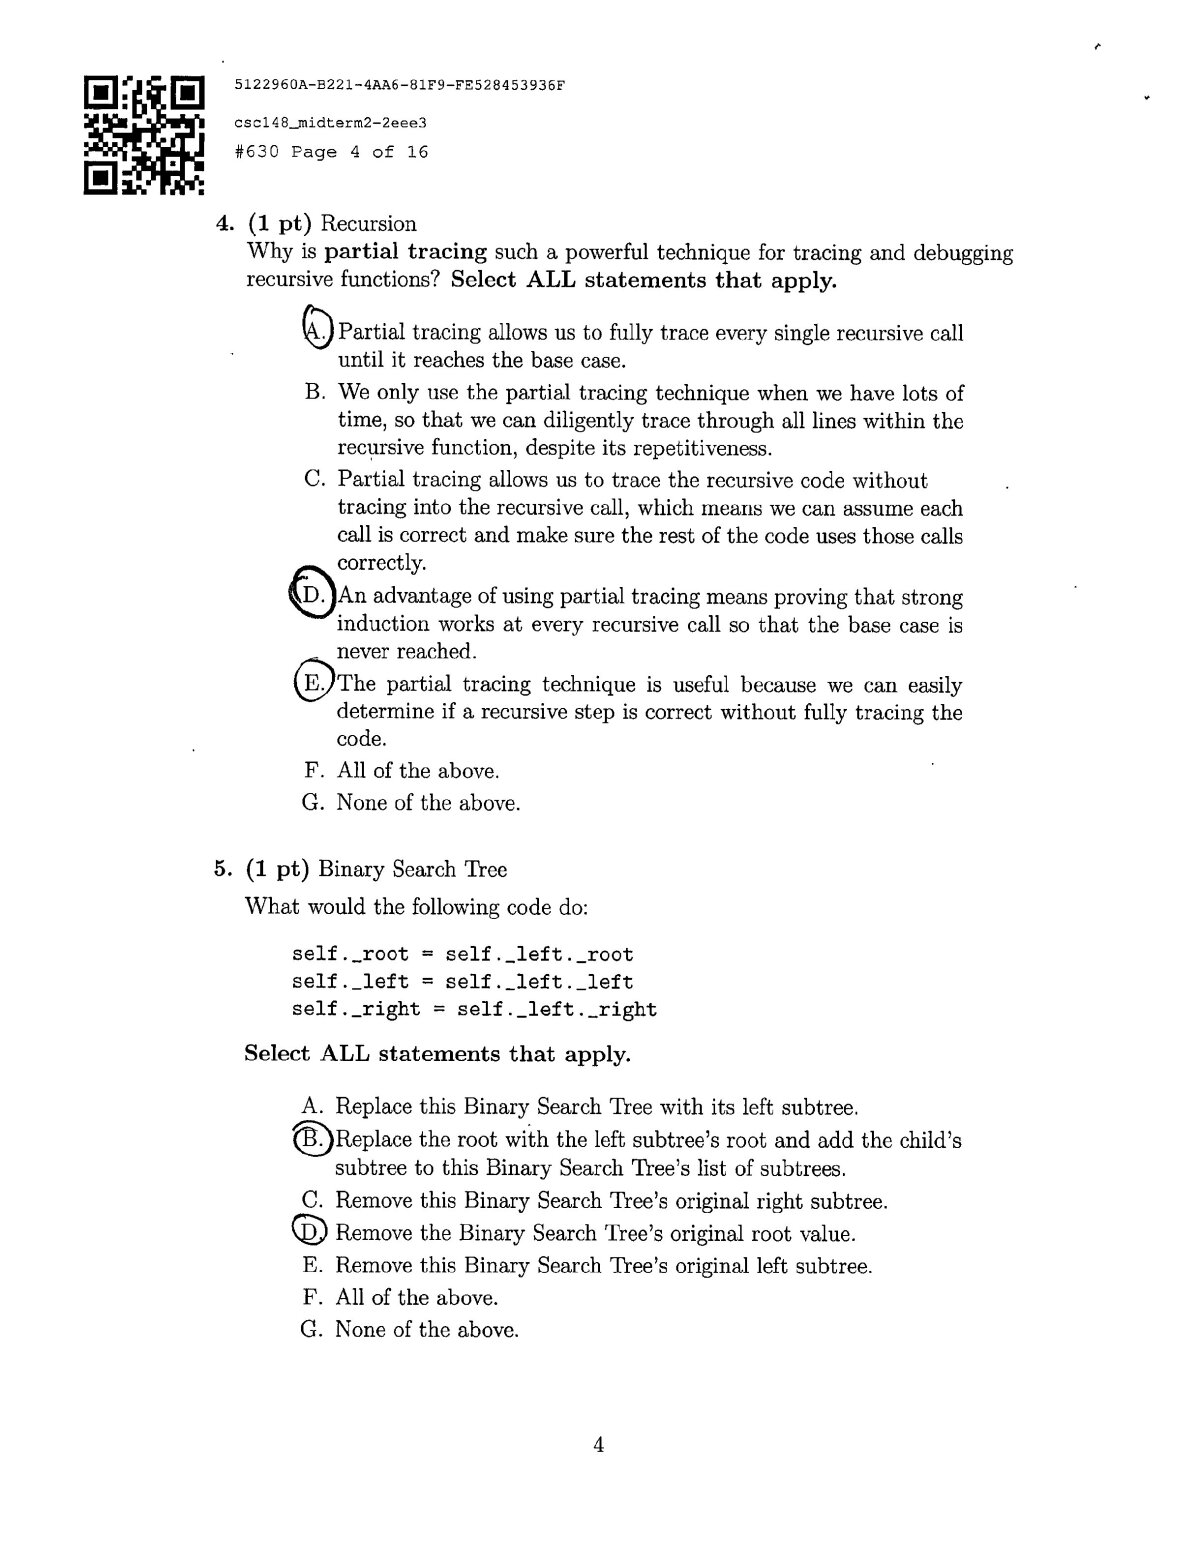 5122960A-B221-4AA6-81F9-FE528453936F
csc148_midterm2-2eee3
#630 Page 4 of 16
4. (1 pt) Recursion
Why is partial tracing such a powerful technique for tracing and debugging
recursive functions? Select ALL statements that apply.
A. Partial tracing allows us to fully trace every single recursive call
until it reaches the base case.
B. We only use the partial tracing technique when we have lots of
time, so that we can diligently trace through all lines within the
recursive function, despite its repetitiveness.
C. Partial tracing allows us to trace the recursive code without
tracing into the recursive call, which means we can assume each
call is correct and make sure the rest of the code uses those calls
correctly.
D. An advantage of using partial tracing means proving that strong
induction works at every recursive call so that the base case is
never reached.
E. The partial tracing technique is useful because we can easily
determine if a recursive step is correct without fully tracing the
code.
F. All of the above.
G. None of the above.
5. (1 pt) Binary Search Tree
What would the following code do:
self._root = self._left._root
self._left = self._left._left
self._right = self._left._right
Select ALL statements that apply.
A. Replace this Binary Search Tree with its left subtree.
B. Replace the root with the left subtree's root and add the child's
subtree to this Binary Search Tree's list of subtrees.
C. Remove this Binary Search Tree's original right subtree.
D. Remove the Binary Search Tree's original root value.
E. Remove this Binary Search Tree's original left subtree.
F. All of the above.
G. None of the above.
4